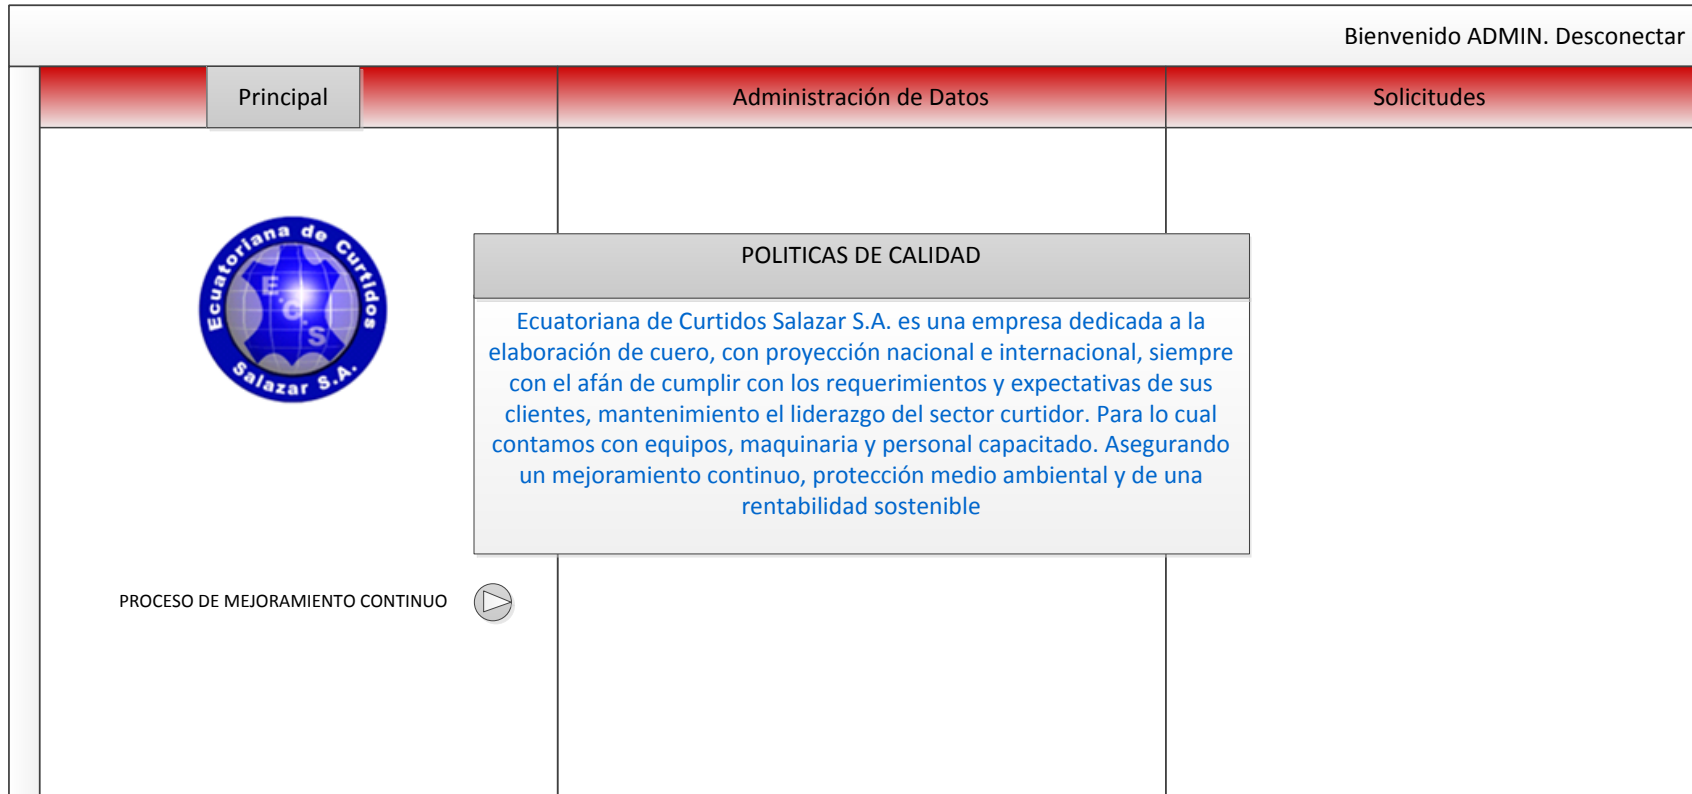 Bienvenido ADMIN. Desconectar
Principal
Administración de Datos
Solicitudes
Ecuatoriana de Curtidos
Salazar S.A.
E.C.S
POLITICAS DE CALIDAD
Ecuatoriana de Curtidos Salazar S.A. es una empresa dedicada a la
elaboración de cuero, con proyección nacional e internacional, siempre
con el afán de cumplir con los requerimientos y expectativas de sus
clientes, mantenimiento el liderazgo del sector curtidor. Para lo cual
contamos con equipos, maquinaria y personal capacitado. Asegurando
un mejoramiento continuo, protección medio ambiental y de una
rentabilidad sostenible
PROCESO DE MEJORAMIENTO CONTINUO